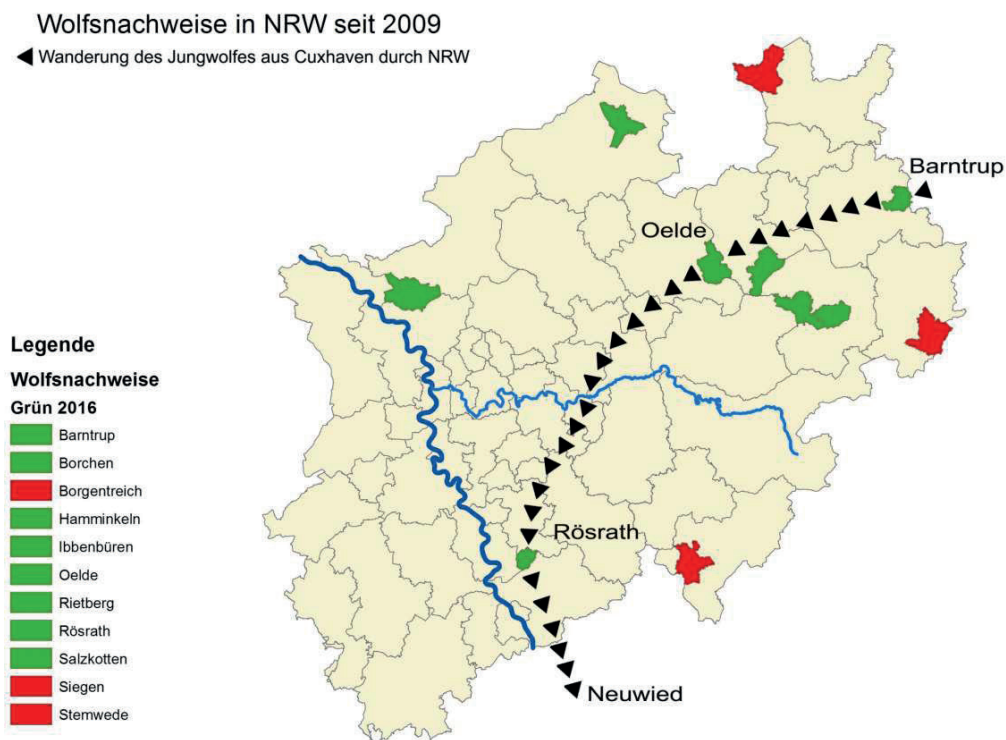 Wolfsnachweise in NRW seit 2009
Wanderung des Jungwolfes aus Cuxhaven durch NRW
Barntrup
Oelde
Rösrath
Neuwied
Legende
Wolfsnachweise
Grün 2016
Barntrup
Borchen
Borgentreich
Hamminkeln
Ibbenbüren
Oelde
Rietberg
Rösrath
Salzkotten
Siegen
Stemwede